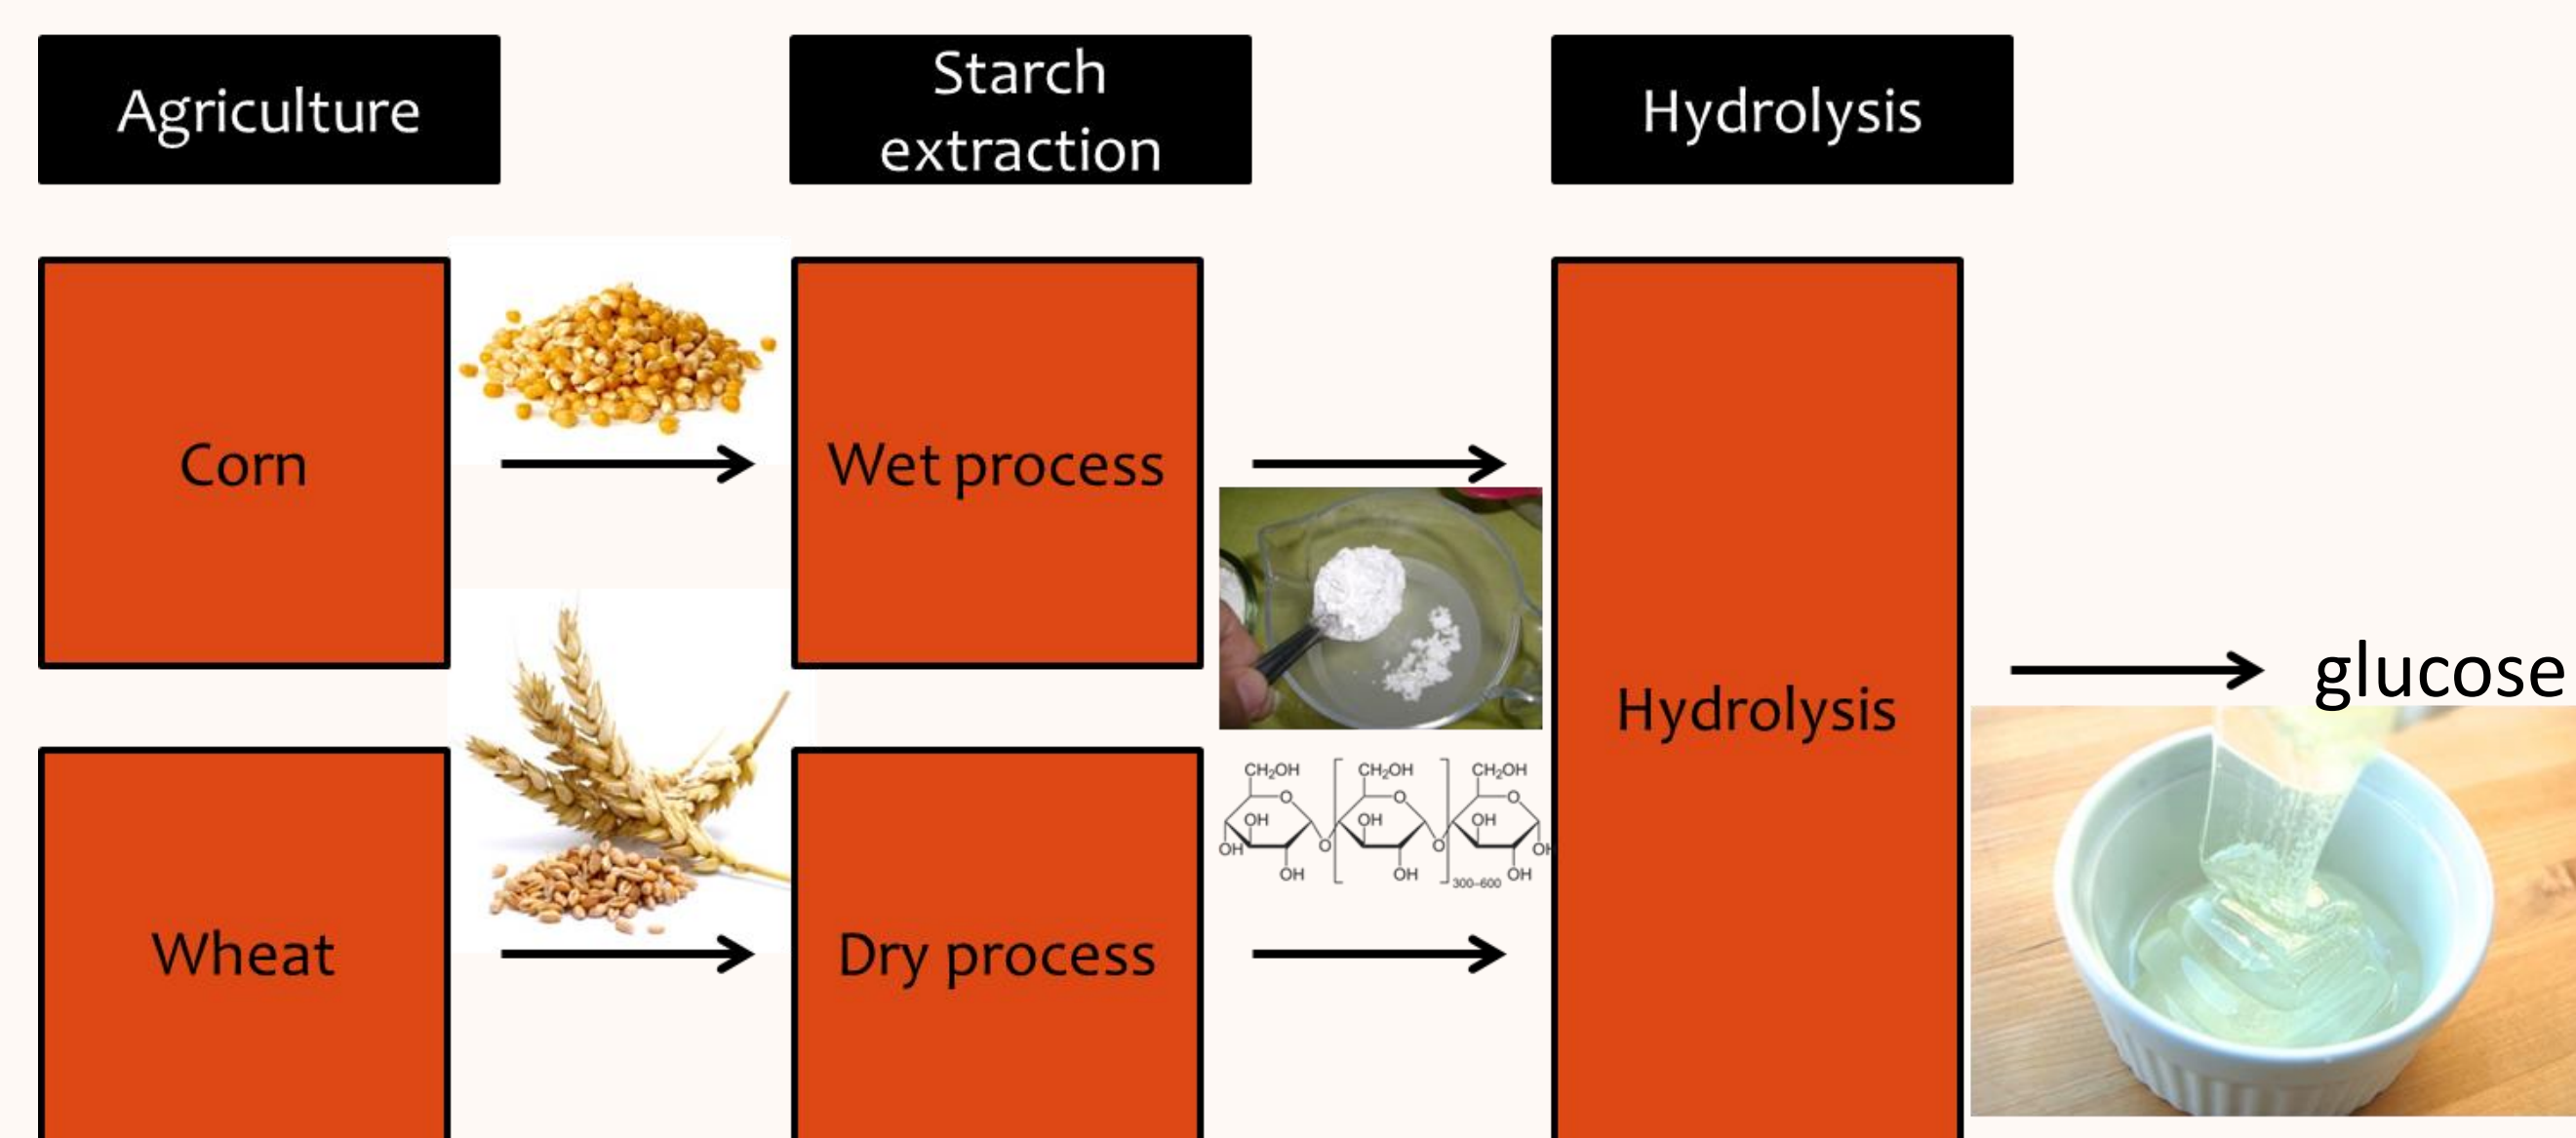 Agriculture
Starch
extraction
Hydrolysis
Corn
Wet process
Hydrolysis
glucose
CH₂OH CH₂OH CH₂OH
O O O
OH OH OH
OH O O OH
OH OH 300-600 OH
Wheat
Dry process